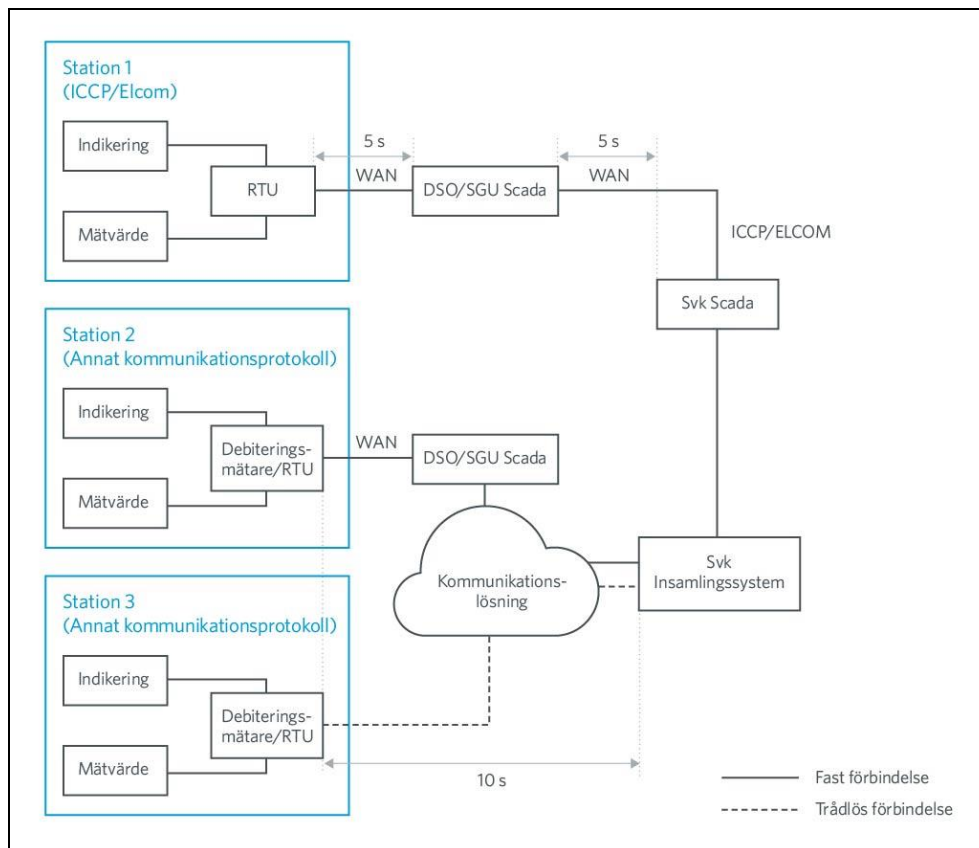 Station 1
(ICCP/Elcom)
Indikering
Mätvärde
RTU
5 s
WAN
DSO/SGU Scada
5 s
WAN
ICCP/ELCOM
Svk Scada
Station 2
(Annat kommunikationsprotokoll)
Indikering
Mätvärde
Debiterings-
mätare/RTU
WAN
DSO/SGU Scada
Kommunikations-
lösning
Svk
Insamlingssystem
Station 3
(Annat kommunikationsprotokoll)
Indikering
Mätvärde
Debiterings-
mätare/RTU
10 s
Fast förbindelse
Trådlös förbindelse